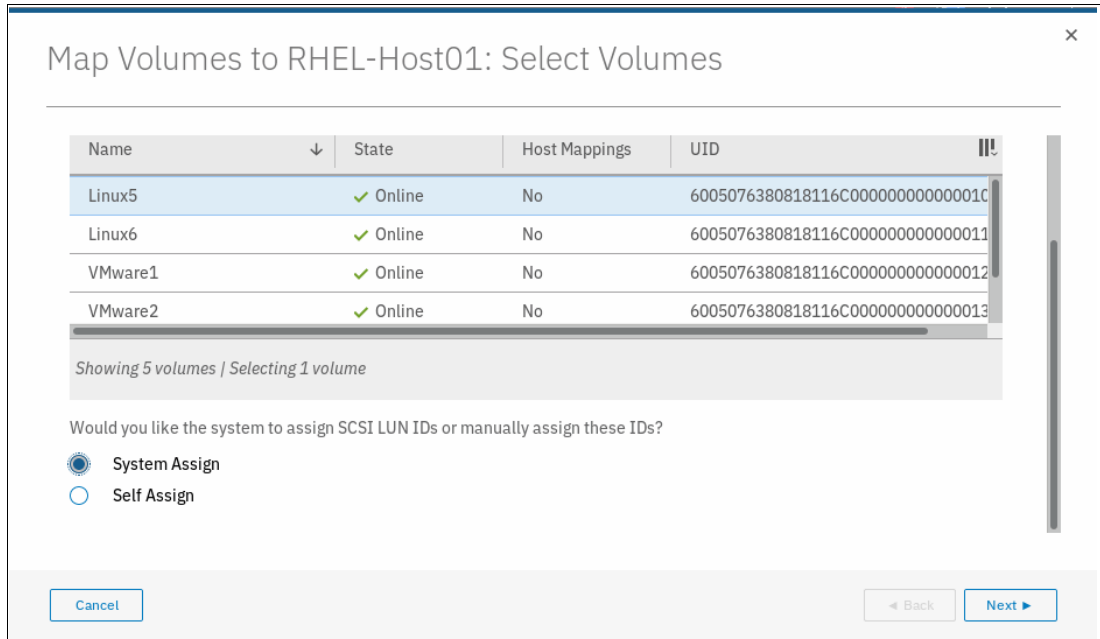 Map Volumes to RHEL-Host01: Select Volumes
Name State Host Mappings UID
Linux5 Online No 6005076380818116C00000000000010
Linux6 Online No 6005076380818116C00000000000011
VMware1 Online No 6005076380818116C00000000000012
VMware2 Online No 6005076380818116C00000000000013
Showing 5 volumes | Selecting 1 volume
Would you like the system to assign SCSI LUN IDs or manually assign these IDs?
System Assign
Self Assign
Cancel
Back
Next